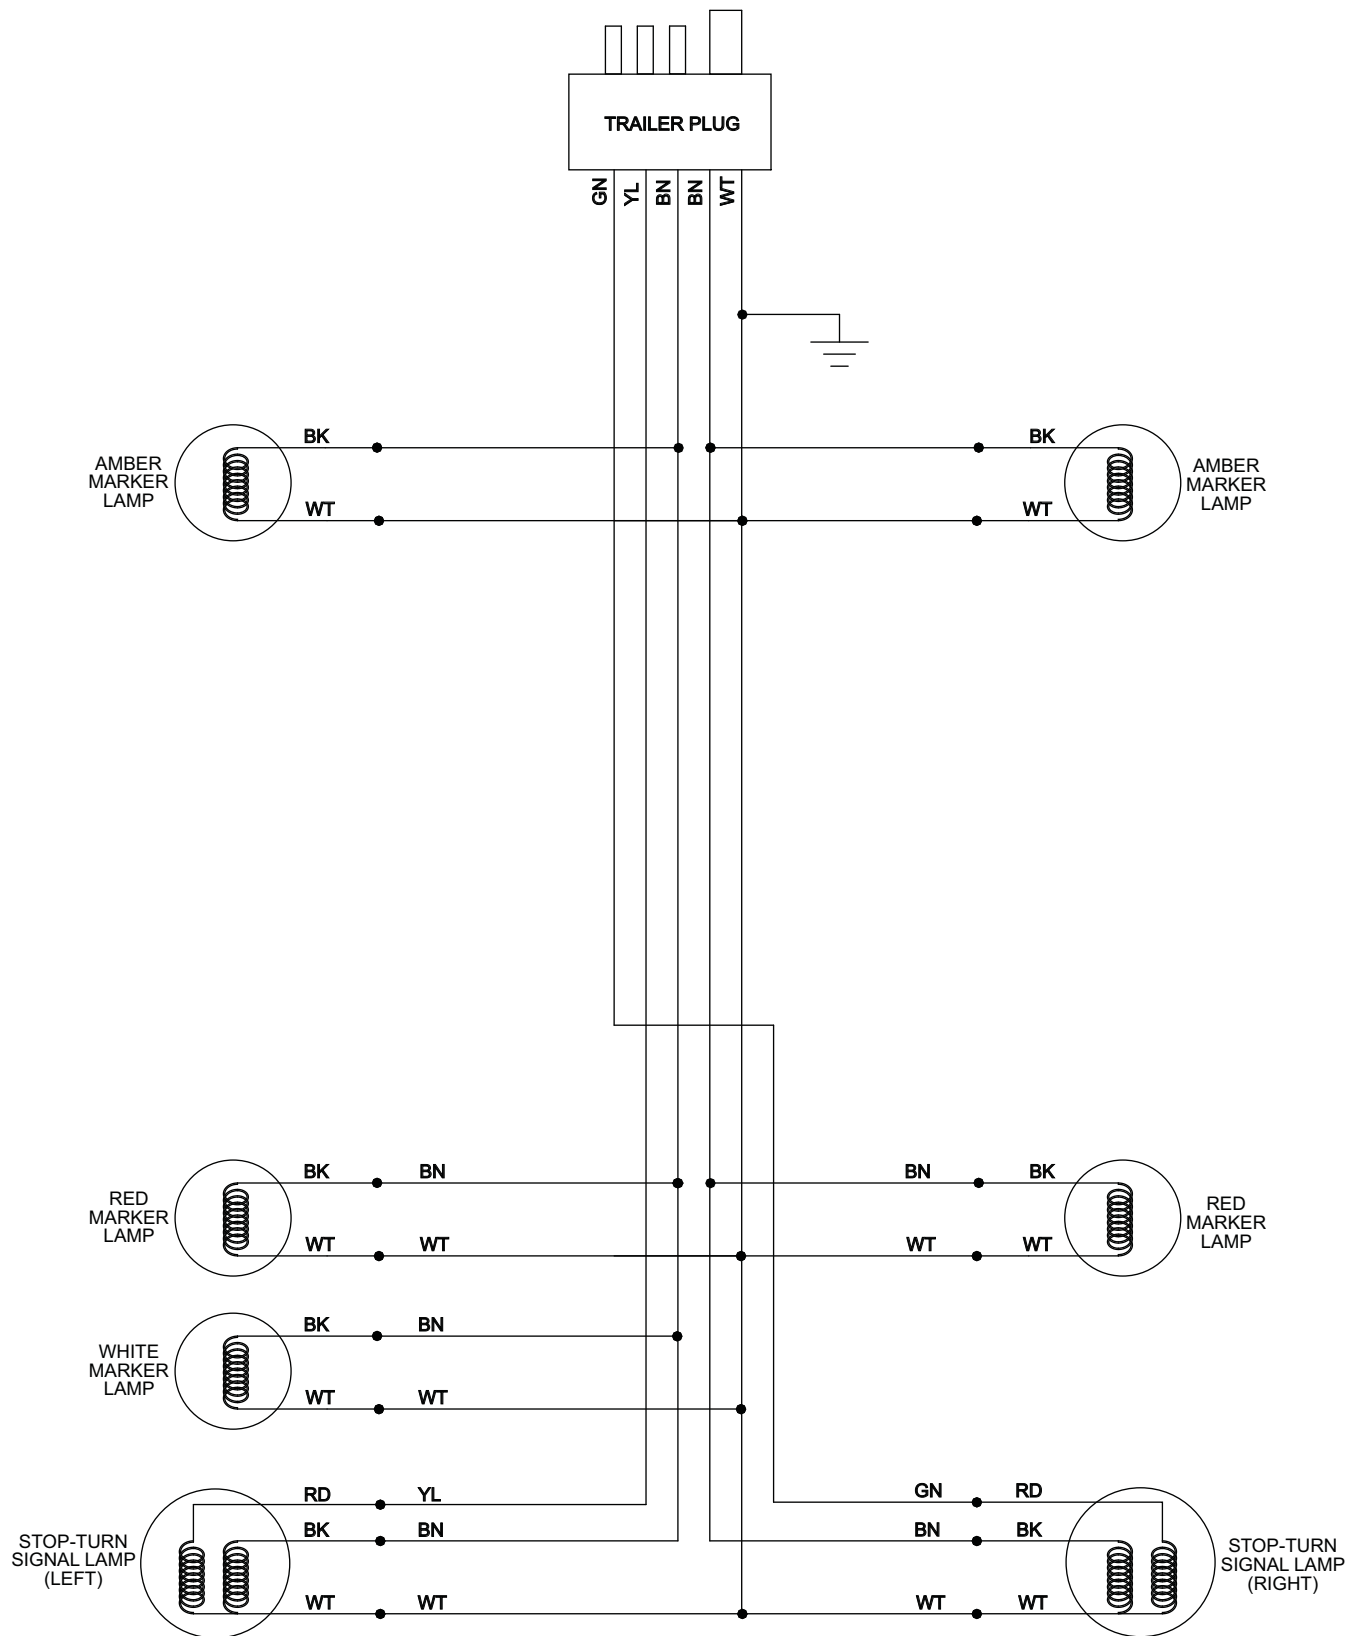 TRAILER PLUG
GN YL BN BN WT
BK BK
AMBER
MARKER
LAMP
AMBER
MARKER
LAMP
WT WT
BK BN BN BK
RED
MARKER
LAMP
RED
MARKER
LAMP
WT WT WT WT
BK BN
WHITE
MARKER
LAMP
WT WT
RD YL GN RD
BK BN BN BK
STOP-TURN
SIGNAL LAMP
(LEFT)
STOP-TURN
SIGNAL LAMP
(RIGHT)
WT WT WT WT